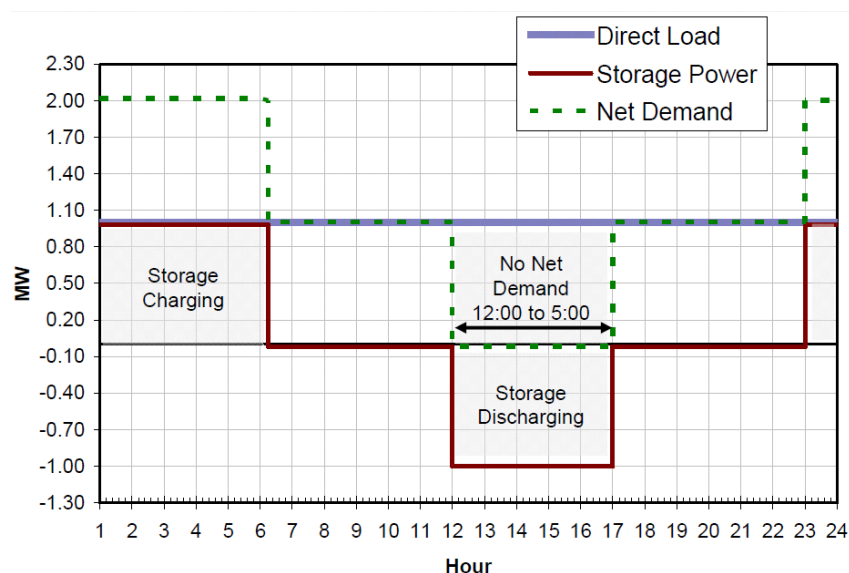 Direct Load
Storage Power
Net Demand
2.30
2.00
1.70
1.40
1.10
0.80
0.50
0.20
-0.10
-0.40
-0.70
-1.00
-1.30
MW
Storage
Charging
No Net
Demand
12:00 to 5:00
Storage
Discharging
1 2 3 4 5 6 7 8 9 10 11 12 13 14 15 16 17 18 19 20 21 22 23 24
Hour